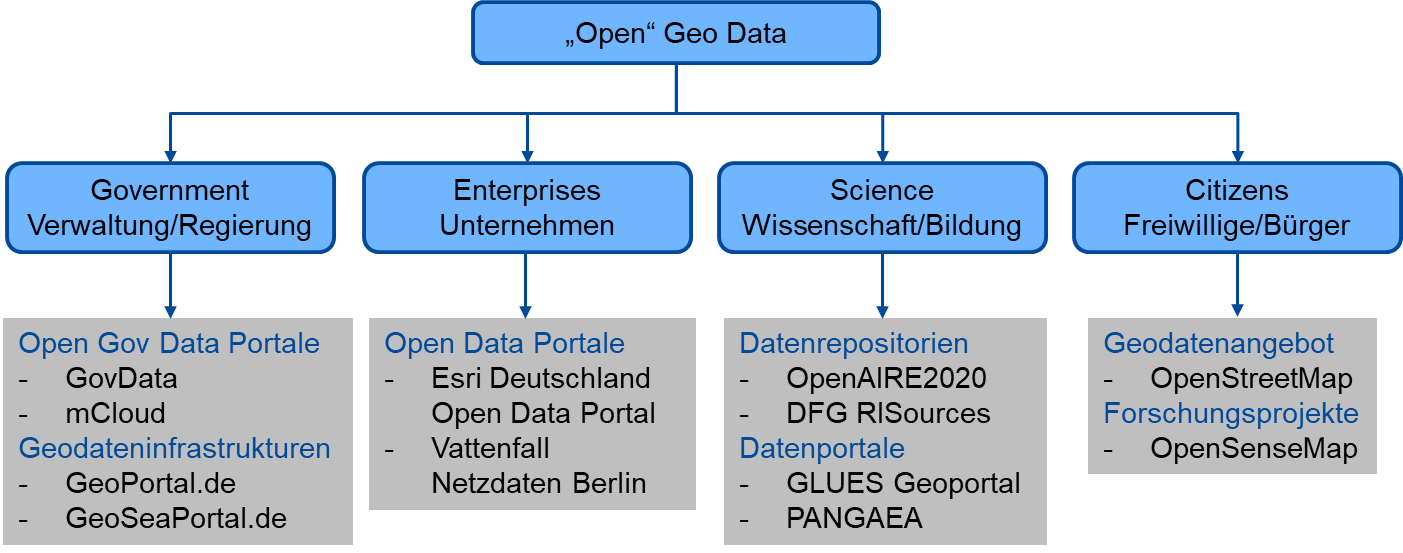 „Open“ Geo Data
Government
Verwaltung/Regierung
Enterprises
Unternehmen
Science
Wissenschaft/Bildung
Citizens
Freiwillige/Bürger
Open Gov Data Portale
- GovData
- mCloud
Geodateninfrastrukturen
- GeoPortal.de
- GeoSeaPortal.de
Open Data Portale
- Esri Deutschland
Open Data Portal
- Vattenfall
Netzdaten Berlin
Datenrepositorien
- OpenAIRE2020
- DFG RISources
Datenportale
- GLUES Geoportal
- PANGAEA
Geodatenangebot
- OpenStreetMap
Forschungsprojekte
- OpenSenseMap